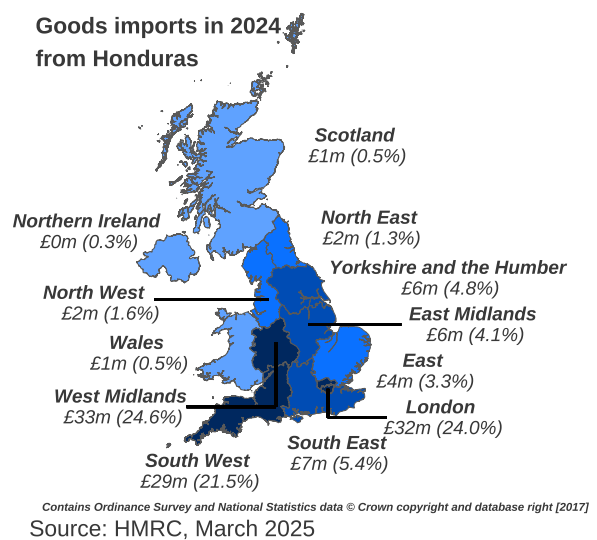 Goods imports in 2024
from Honduras
Scotland
£1m (0.5%)
Northern Ireland
£0m (0.3%)
North East
£2m (1.3%)
Yorkshire and the Humber
£6m (4.8%)
North West
£2m (1.6%)
East Midlands
£6m (4.1%)
Wales
£1m (0.5%)
East
£4m (3.3%)
West Midlands
£33m (24.6%)
London
£32m (24.0%)
South East
£7m (5.4%)
South West
£29m (21.5%)
Contains Ordinance Survey and National Statistics data © Crown copyright and database right [2017]
Source: HMRC, March 2025